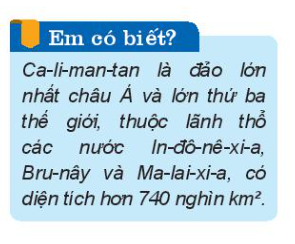 Em có biết?
Ca-li-man-tan là đảo lớn
nhất châu Á và lớn thứ ba
thế giới, thuộc lãnh thổ
các nước In-đô-nê-xi-a,
Bru-nây và Ma-lai-xi-a, có
diện tích hơn 740 nghìn km².